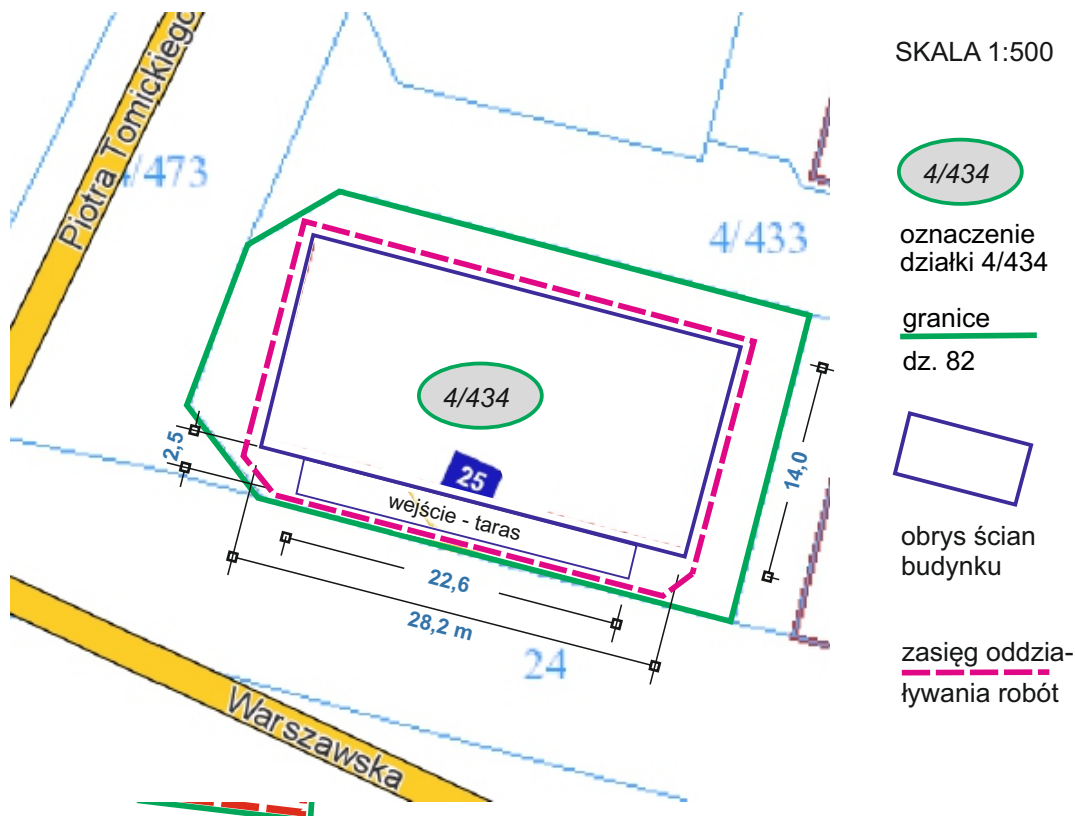 SKALA 1:500
Piotra Tomickiego
/473
4/433
4/434
oznaczenie
działki 4/434
granice
dz. 82
4/434
25
wejście - taras
2,5
14,0
22,6
28,2 m
24
Warszawska
obrys ścian
budynku
zasięg oddzia-
ływania robót